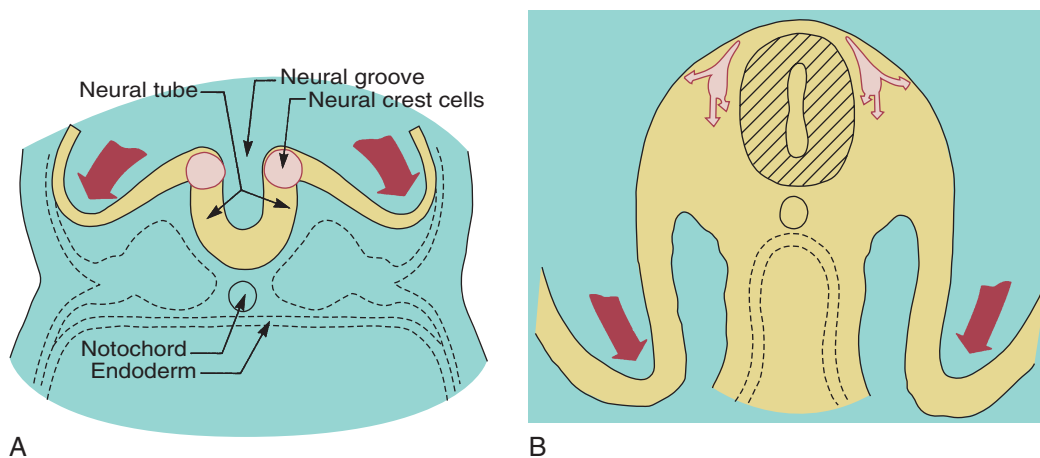 Neural groove
Neural tube
Neural crest cells
Notochord
Endoderm
A
B